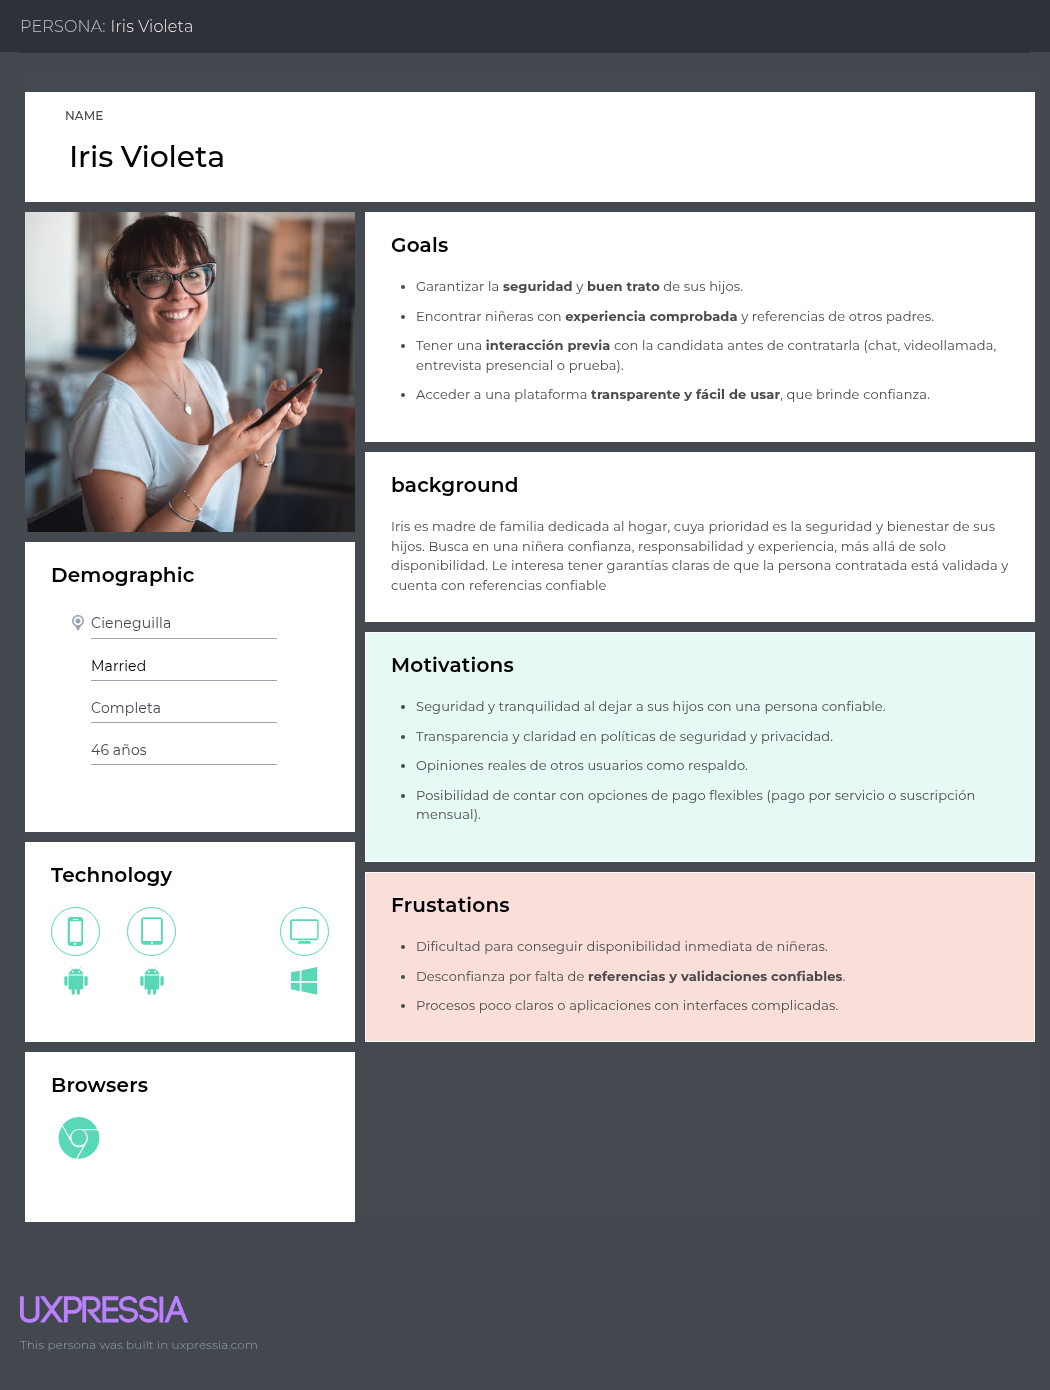 PERSONA: Iris Violeta
NAME
Iris Violeta
Goals
• Garantizar la seguridad y buen trato de sus hijos.
• Encontrar niñeras con experiencia comprobada y referencias de otros padres.
• Tener una interacción previa con la candidata antes de contratarla (chat, videollamada,
entrevista presencial o prueba).
• Acceder a una plataforma transparente y fácil de usar, que brinde confianza.
background
Iris es madre de familia dedicada al hogar, cuya prioridad es la seguridad y bienestar de sus
hijos. Busca en una niñera confianza, responsabilidad y experiencia, más allá de solo
disponibilidad. Le interesa tener garantías claras de que la persona contratada está validada y
cuenta con referencias confiable
Demographic
Cieneguilla
Married
Completa
46 años
Motivations
• Seguridad y tranquilidad al dejar a sus hijos con una persona confiable.
• Transparencia y claridad en políticas de seguridad y privacidad.
• Opiniones reales de otros usuarios como respaldo.
• Posibilidad de contar con opciones de pago flexibles (pago por servicio o suscripción
mensual).
Technology
Frustations
• Dificultad para conseguir disponibilidad inmediata de niñeras.
• Desconfianza por falta de referencias y validaciones confiables.
• Procesos poco claros o aplicaciones con interfaces complicadas.
Browsers
UXPRESSIA
This persona was built in uxpressia.com